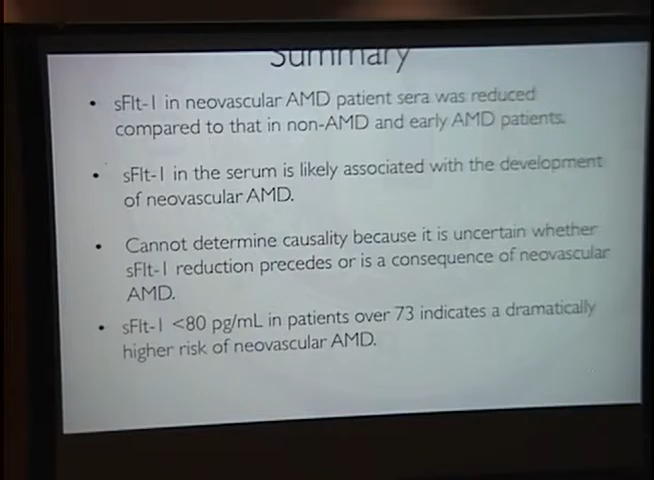 Summary
• sFlt-1 in neovascular AMD patient sera was reduced
compared to that in non-AMD and early AMD patients.
• sFlt-1 in the serum is likely associated with the development
of neovascular AMD.
• Cannot determine causality because it is uncertain whether
sFlt-1 reduction precedes or is a consequence of neovascular
AMD.
• sFlt-1 <80 pg/mL in patients over 73 indicates a dramatically
higher risk of neovascular AMD.